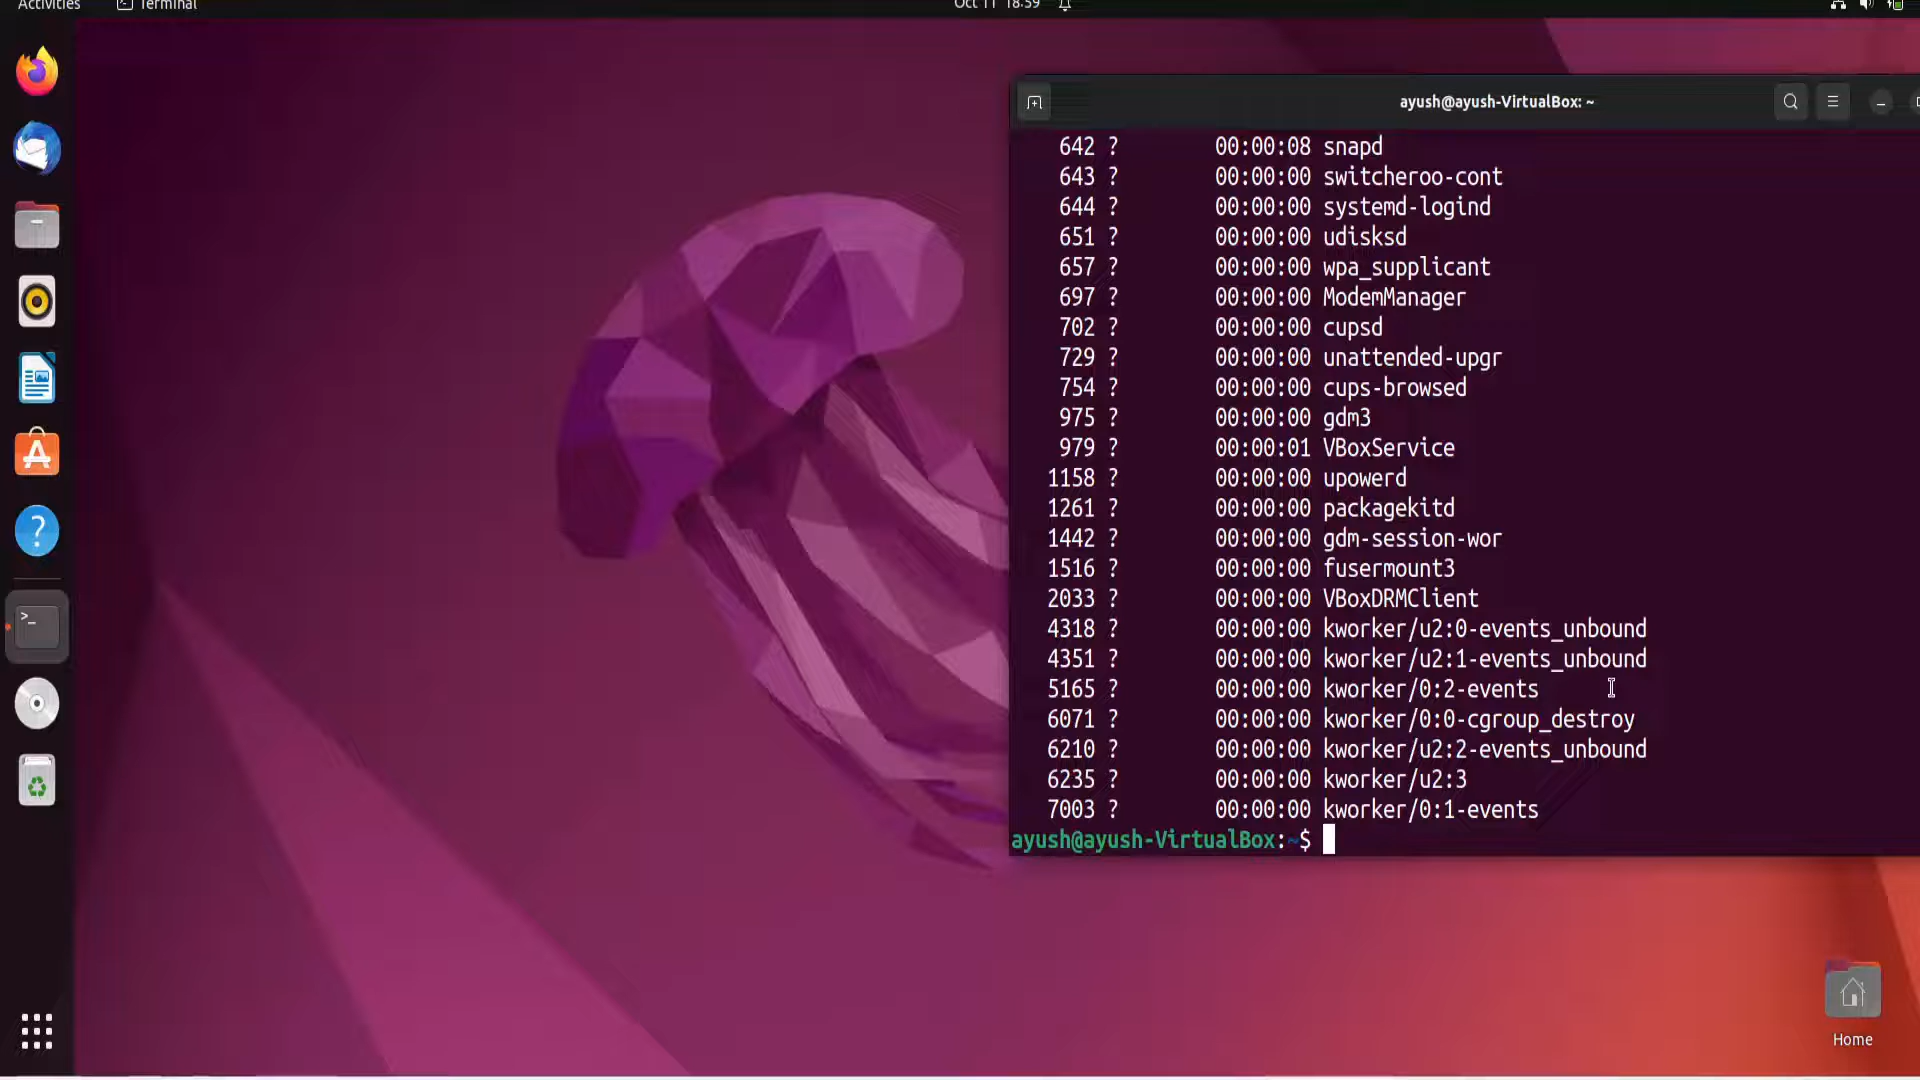 Activities
Terminal
Oct 11 18:59
ayush@ayush-VirtualBox: ~
642 ? 00:00:08 snapd
643 ? 00:00:00 switcheroo-cont
644 ? 00:00:00 systemd-logind
651 ? 00:00:00 udisksd
657 ? 00:00:00 wpa_supplicant
697 ? 00:00:00 ModemManager
702 ? 00:00:00 cupsd
729 ? 00:00:00 unattended-upgr
754 ? 00:00:00 cups-browsed
975 ? 00:00:00 gdm3
979 ? 00:00:01 VBoxService
1158 ? 00:00:00 upowerd
1261 ? 00:00:00 packagekitd
1442 ? 00:00:00 gdm-session-wor
1516 ? 00:00:00 fusermount3
2033 ? 00:00:00 VBoxDRMClient
4318 ? 00:00:00 kworker/u2:0-events_unbound
4351 ? 00:00:00 kworker/u2:1-events_unbound
5165 ? 00:00:00 kworker/0:2-events
6071 ? 00:00:00 kworker/0:0-cgroup_destroy
6210 ? 00:00:00 kworker/u2:2-events_unbound
6235 ? 00:00:00 kworker/u2:3
7003 ? 00:00:00 kworker/0:1-events
ayush@ayush-VirtualBox:~$
Home